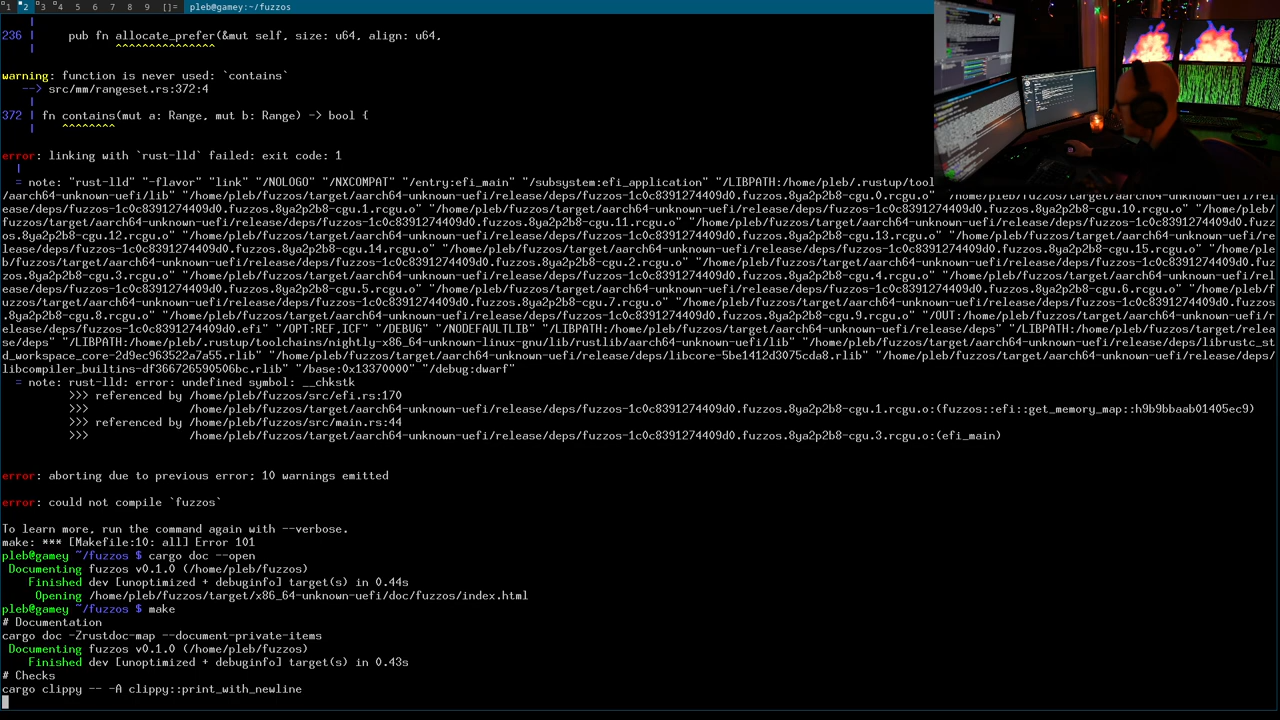 1 2 3 4 5 6 7 8 9 []= pleb@gamey:~/fuzzos
|
236 | pub fn allocate_prefer(&mut self, size: u64, align: u64,
| ^^^^^^^^^^^^^^^
warning: function is never used: `contains`
--> src/mm/rangeset.rs:372:4
|
372 | fn contains(mut a: Range, mut b: Range) -> bool {
| ^^^^^^^^
error: linking with `rust-lld` failed: exit code: 1
|
= note: "rust-lld" "-flavor" "link" "/NOLOGO" "/NXCOMPAT" "/entry:efi_main" "/subsystem:efi_application" "/LIBPATH:/home/pleb/.rustup/tool
/aarch64-unknown-uefi/lib" "/home/pleb/fuzzos/target/aarch64-unknown-uefi/release/deps/fuzzos-1c0c8391274409d0.fuzzos.8ya2p2b8-cgu.0.rcgu.o" "/home/pleb/fuzzos/target/aarch64-unknown-uefi/rel
ease/deps/fuzzos-1c0c8391274409d0.fuzzos.8ya2p2b8-cgu.1.rcgu.o" "/home/pleb/fuzzos/target/aarch64-unknown-uefi/release/deps/fuzzos-1c0c8391274409d0.fuzzos.8ya2p2b8-cgu.10.rcgu.o" "/home/pleb/
fuzzos/target/aarch64-unknown-uefi/release/deps/fuzzos-1c0c8391274409d0.fuzzos.8ya2p2b8-cgu.11.rcgu.o" "/home/pleb/fuzzos/target/aarch64-unknown-uefi/release/deps/fuzzos-1c0c8391274409d0.fuzz
os.8ya2p2b8-cgu.12.rcgu.o" "/home/pleb/fuzzos/target/aarch64-unknown-uefi/release/deps/fuzzos-1c0c8391274409d0.fuzzos.8ya2p2b8-cgu.13.rcgu.o" "/home/pleb/fuzzos/target/aarch64-unknown-uefi/re
lease/deps/fuzzos-1c0c8391274409d0.fuzzos.8ya2p2b8-cgu.14.rcgu.o" "/home/pleb/fuzzos/target/aarch64-unknown-uefi/release/deps/fuzzos-1c0c8391274409d0.fuzzos.8ya2p2b8-cgu.15.rcgu.o" "/home/ple
b/fuzzos/target/aarch64-unknown-uefi/release/deps/fuzzos-1c0c8391274409d0.fuzzos.8ya2p2b8-cgu.2.rcgu.o" "/home/pleb/fuzzos/target/aarch64-unknown-uefi/release/deps/fuzzos-1c0c8391274409d0.fuz
zos.8ya2p2b8-cgu.3.rcgu.o" "/home/pleb/fuzzos/target/aarch64-unknown-uefi/release/deps/fuzzos-1c0c8391274409d0.fuzzos.8ya2p2b8-cgu.4.rcgu.o" "/home/pleb/fuzzos/target/aarch64-unknown-uefi/rel
ease/deps/fuzzos-1c0c8391274409d0.fuzzos.8ya2p2b8-cgu.5.rcgu.o" "/home/pleb/fuzzos/target/aarch64-unknown-uefi/release/deps/fuzzos-1c0c8391274409d0.fuzzos.8ya2p2b8-cgu.6.rcgu.o" "/home/pleb/f
uzzos/target/aarch64-unknown-uefi/release/deps/fuzzos-1c0c8391274409d0.fuzzos.8ya2p2b8-cgu.7.rcgu.o" "/home/pleb/fuzzos/target/aarch64-unknown-uefi/release/deps/fuzzos-1c0c8391274409d0.fuzzos
.8ya2p2b8-cgu.8.rcgu.o" "/home/pleb/fuzzos/target/aarch64-unknown-uefi/release/deps/fuzzos-1c0c8391274409d0.fuzzos.8ya2p2b8-cgu.9.rcgu.o" "/OUT:/home/pleb/fuzzos/target/aarch64-unknown-uefi/r
elease/deps/fuzzos-1c0c8391274409d0.efi" "/OPT:REF,ICF" "/DEBUG" "/NODEFAULTLIB" "/LIBPATH:/home/pleb/fuzzos/target/aarch64-unknown-uefi/release/deps" "/LIBPATH:/home/pleb/fuzzos/target/release/
deps" "/LIBPATH:/home/pleb/.rustup/toolchains/nightly-x86_64-unknown-linux-gnu/lib/rustlib/aarch64-unknown-uefi/lib" "/home/pleb/fuzzos/target/aarch64-unknown-uefi/release/deps/librustc_st
d_workspace_core-2d9ec963522a7a55.rlib" "/home/pleb/fuzzos/target/aarch64-unknown-uefi/release/deps/libcore-5be1412d3075cda8.rlib" "/home/pleb/fuzzos/target/aarch64-unknown-uefi/release/deps/
libcompiler_builtins-df366726590506bc.rlib" "/base:0x13370000" "/debug:dwarf"
= note: rust-lld: error: undefined symbol: __chkstk
>>> referenced by /home/pleb/fuzzos/src/efi.rs:170
>>> /home/pleb/fuzzos/target/aarch64-unknown-uefi/release/deps/fuzzos-1c0c8391274409d0.fuzzos.8ya2p2b8-cgu.1.rcgu.o:(fuzzos::efi::get_memory_map::h9b9bbaab01405ec9)
>>> referenced by /home/pleb/fuzzos/src/main.rs:44
>>> /home/pleb/fuzzos/target/aarch64-unknown-uefi/release/deps/fuzzos-1c0c8391274409d0.fuzzos.8ya2p2b8-cgu.3.rcgu.o:(efi_main)
error: aborting due to previous error; 10 warnings emitted
error: could not compile `fuzzos`
To learn more, run the command again with --verbose.
make: *** [Makefile:10: all] Error 101
pleb@gamey ~/fuzzos $ cargo doc --open
Documenting fuzzos v0.1.0 (/home/pleb/fuzzos)
Finished dev [unoptimized + debuginfo] target(s) in 0.44s
Opening /home/pleb/fuzzos/target/x86_64-unknown-uefi/doc/fuzzos/index.html
pleb@gamey ~/fuzzos $ make
# Documentation
cargo doc -Zrustdoc-map --document-private-items
Documenting fuzzos v0.1.0 (/home/pleb/fuzzos)
Finished dev [unoptimized + debuginfo] target(s) in 0.43s
# Checks
cargo clippy -- -A clippy::print_with_newline